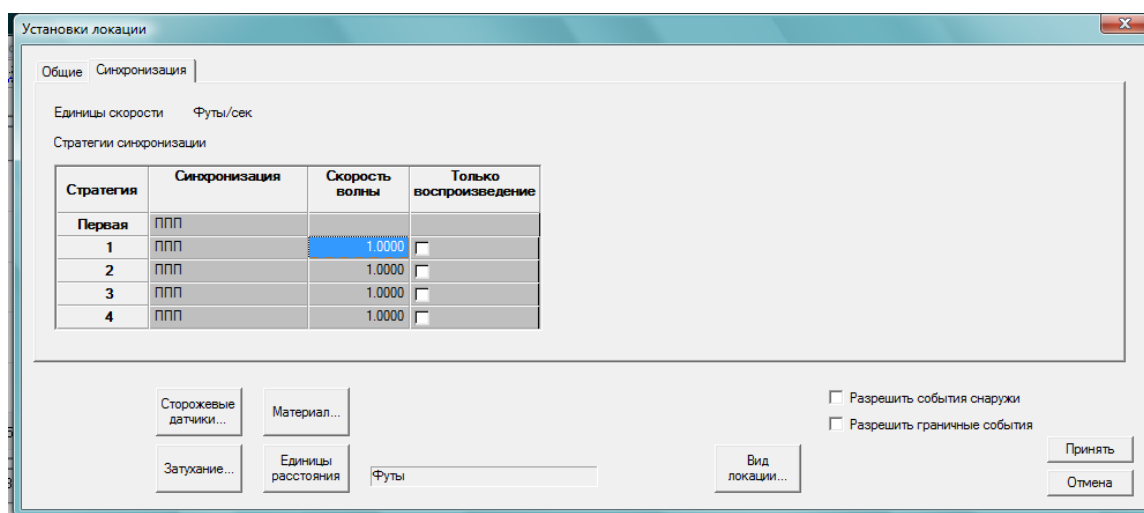 Установки локации
Общие Синхронизация
Единицы скорости Футы/сек
Стратегии синхронизации
Стратегия Синхронизация Скорость волны Только воспроизведение
Первая ППП
1 ППП 1.0000
2 ППП 1.0000
3 ППП 1.0000
4 ППП 1.0000
Сторожевые датчики... Материал...
Разрешить события снаружи
Разрешить граничные события
Затухание... Единицы расстояния Футы Вид локации...
Принять
Отмена